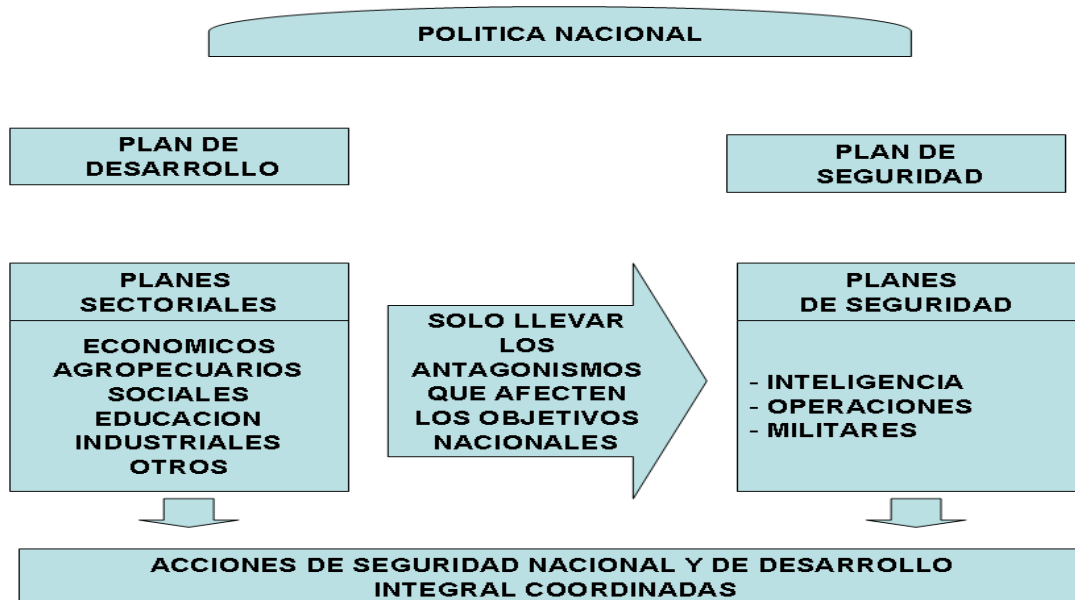 POLITICA NACIONAL
PLAN DE
DESARROLLO
PLAN DE
SEGURIDAD
PLANES
SECTORIALES
ECONOMICOS
AGROPECUARIOS
SOCIALES
EDUCACION
INDUSTRIALES
OTROS
SOLO LLEVAR
LOS
ANTAGONISMOS
QUE AFECTEN
LOS OBJETIVOS
NACIONALES
PLANES
DE SEGURIDAD
- INTELIGENCIA
- OPERACIONES
- MILITARES
ACCIONES DE SEGURIDAD NACIONAL Y DE DESARROLLO
INTEGRAL COORDINADAS